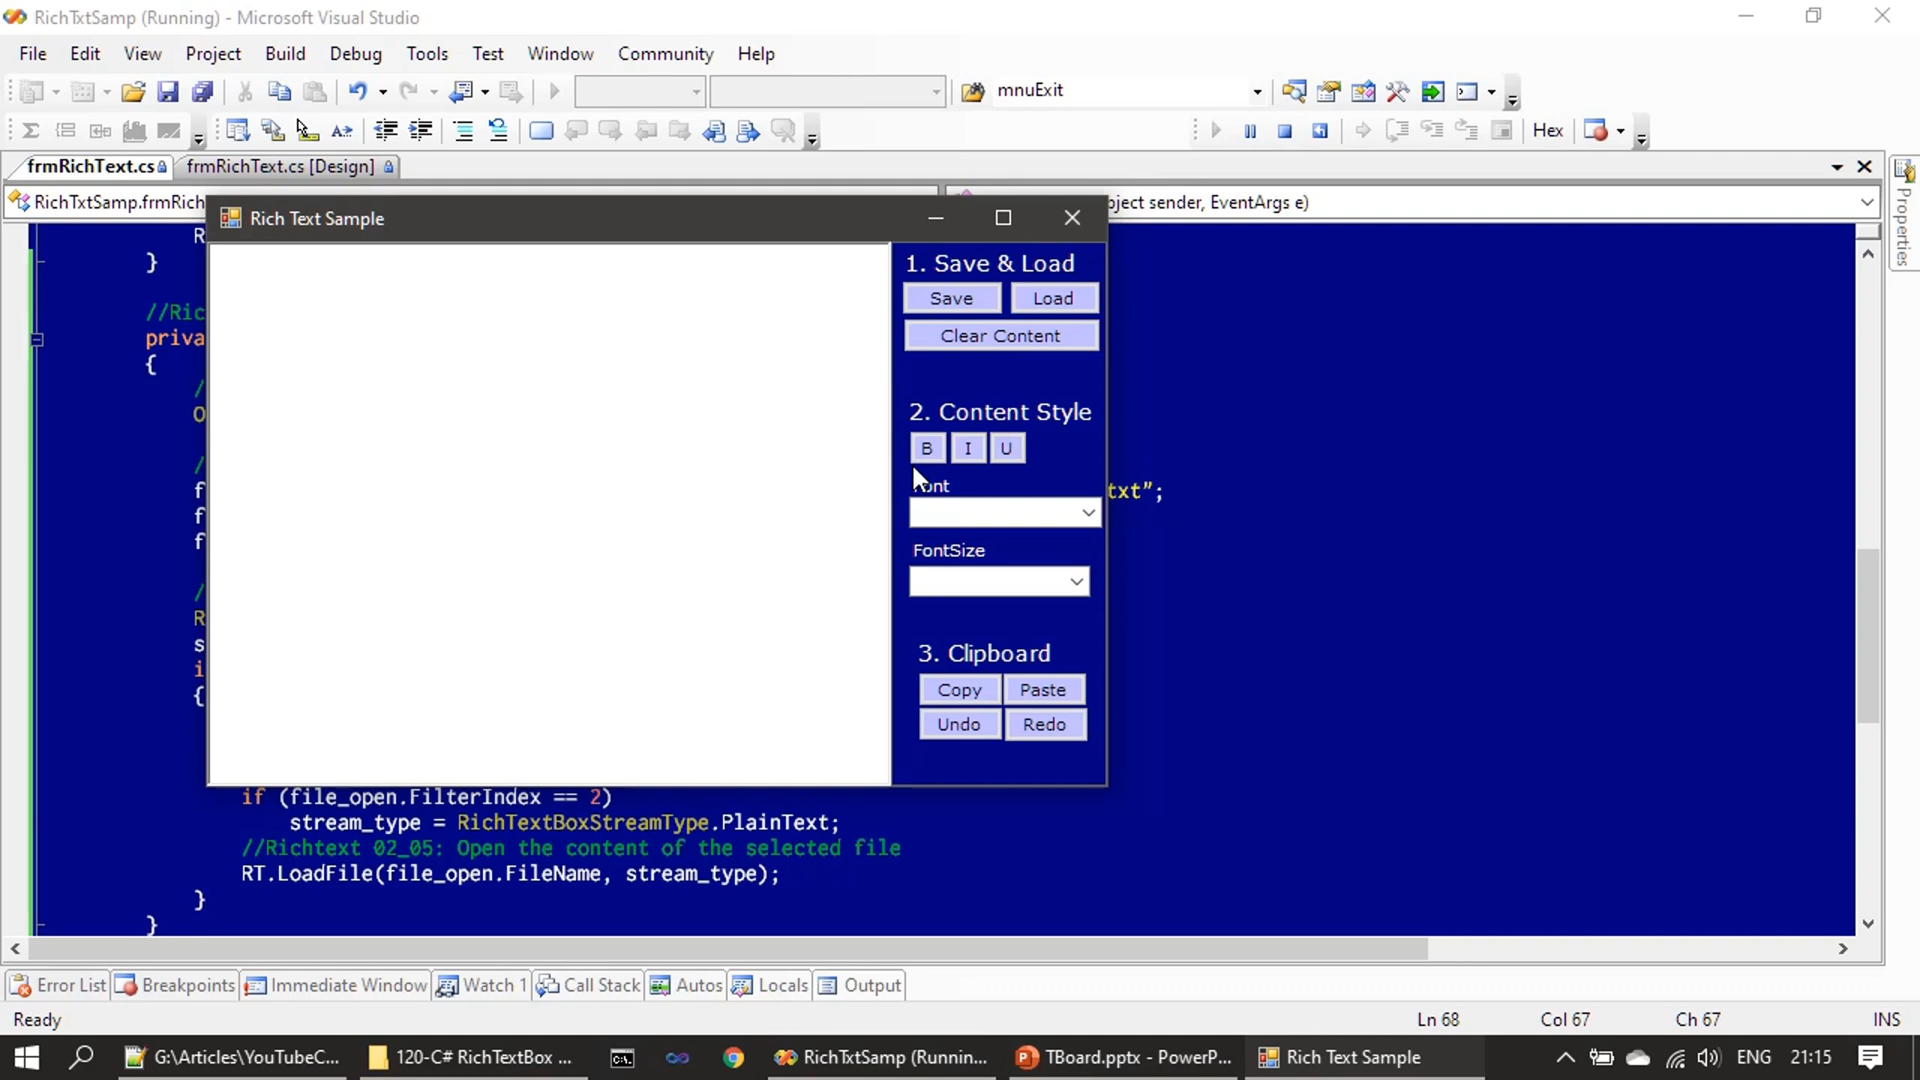 RichTxtSamp (Running) - Microsoft Visual Studio
File Edit View Project Build Debug Tools Test Window Community Help
mnuExit
Hex
frmRichText.cs frmRichText.cs [Design]
RichTxtSamp.frmRich
bject sender, EventArgs e)
Properties
Rich Text Sample
R
}
//Ric
priva
{
/
O
/
f
txt";
f
f
/
R
s
i
{
1. Save & Load
Save Load
Clear Content
2. Content Style
B I U
FontSize
3. Clipboard
Copy Paste
Undo Redo
if (file_open.FilterIndex == 2)
stream_type = RichTextBoxStreamType.PlainText;
//Richtext 02_05: Open the content of the selected file
RT.LoadFile(file_open.FileName, stream_type);
}
}
Error List Breakpoints Immediate Window Watch 1 Call Stack Autos Locals Output
Ready Ln 68 Col 67 Ch 67 INS
G:\Articles\YouTubeC... 120-C# RichTextBox ... RichTxtSamp (Runnin... TBoard.pptx - PowerP... Rich Text Sample ENG 21:15